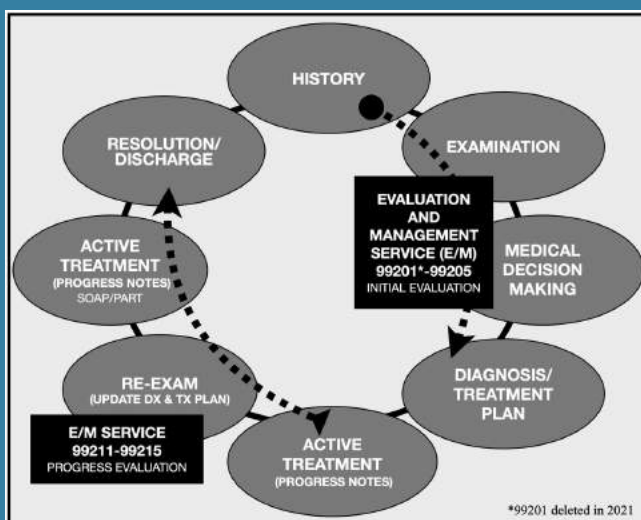 HISTORY
EXAMINATION
EVALUATION
AND
MANAGEMENT
SERVICE (E/M)
99201*-99205
INITIAL EVALUATION
MEDICAL
DECISION
MAKING
DIAGNOSIS/
TREATMENT
PLAN
ACTIVE
TREATMENT
(PROGRESS NOTES)
RE-EXAM
(UPDATE DX & TX PLAN)
E/M SERVICE
99211-99215
PROGRESS EVALUATION
ACTIVE
TREATMENT
(PROGRESS NOTES)
SOAP/PART
RESOLUTION/
DISCHARGE
*99201 deleted in 2021